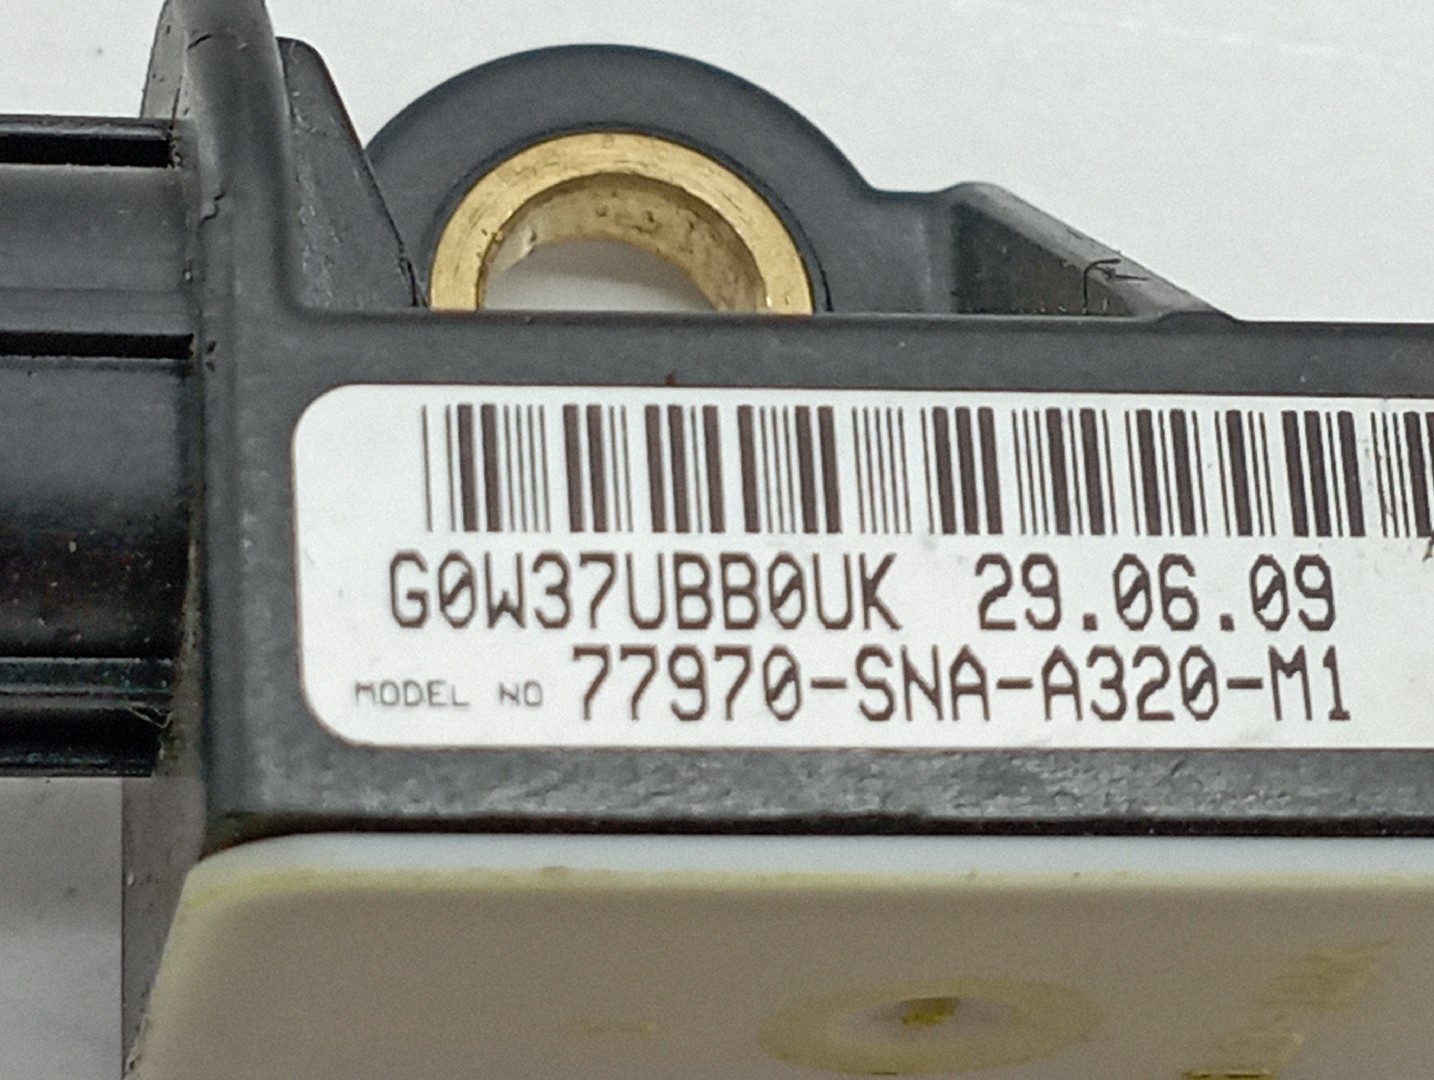 G0W37UBB0UK 29.06.09
MODEL NO 77970-SNA-A320-M1